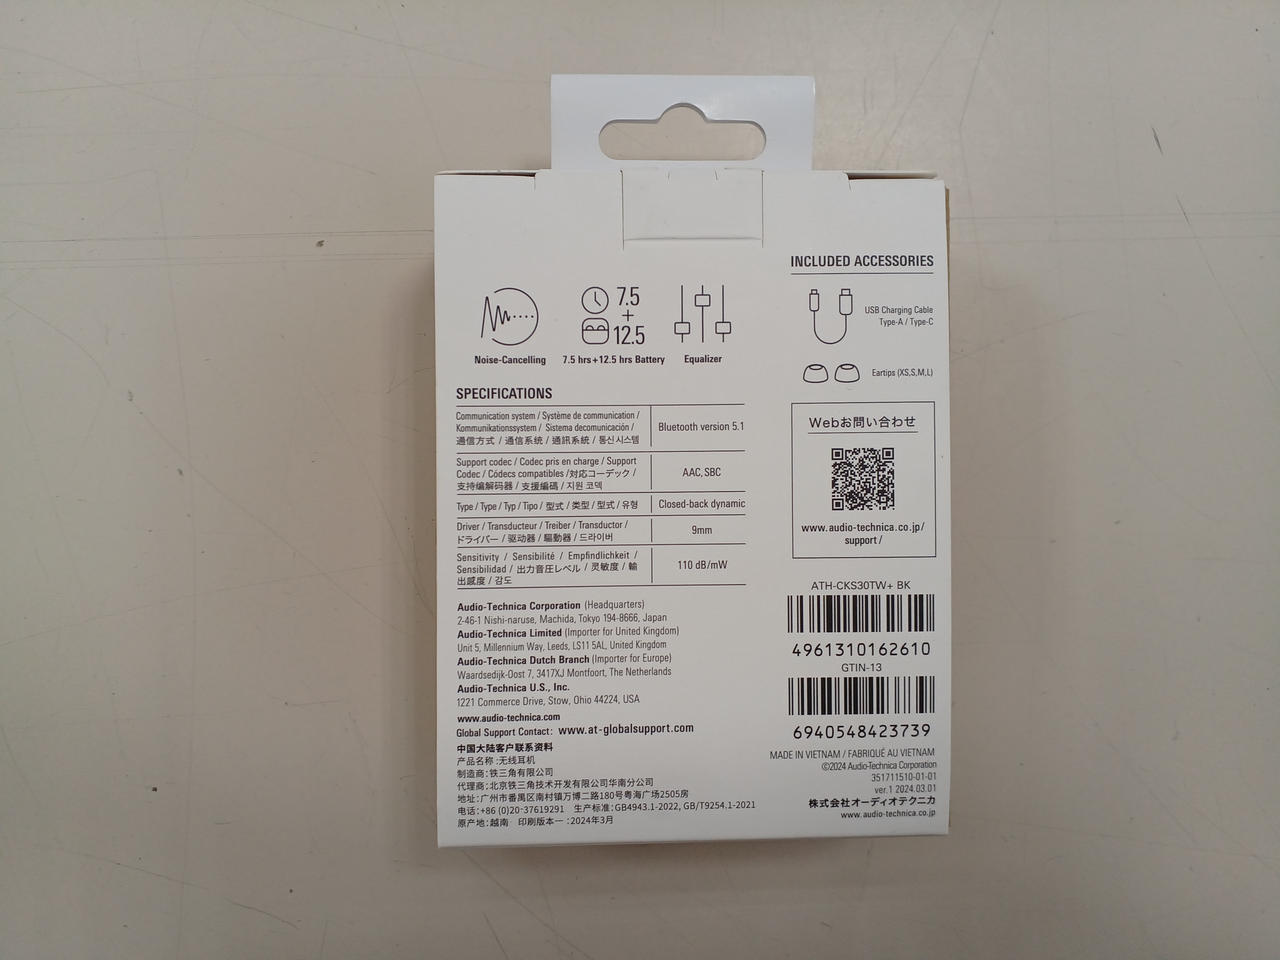 INCLUDED ACCESSORIES
USB Charging Cable
Type-A / Type-C
Eartips (XS,S,M,L)
7.5
+
12.5
Noise-Cancelling
7.5 hrs+12.5 hrs Battery
Equalizer
SPECIFICATIONS
Communication system / Système de communication /
Kommunikationssystem / Sistema decomunicación /
通信方式 / 通信系统 / 通訊系統 / 통신 시스템
Bluetooth version 5.1
Support codec / Codec pris en charge / Support
Codec / Códecs compatibles /対応コーデック /
支持编解码器 / 支援編碼 / 지원 코덱
AAC, SBC
Type / Type / Typ / Tipo / 型式 / 类型 / 型式 / 유형
Closed-back dynamic
Driver / Transducteur / Treiber / Transductor /
ドライバー / 驱动器 / 驅動器 / 드라이버
9mm
Sensitivity / Sensibilité / Empfindlichkeit /
Sensibilidad / 出力音圧レベル / 灵敏度 / 輸
出感度 / 감도
110 dB/mW
Audio-Technica Corporation (Headquarters)
2-46-1 Nishi-naruse, Machida, Tokyo 194-8666, Japan
Audio-Technica Limited (Importer for United Kingdom)
Unit 5, Millennium Way, Leeds, LS11 5AL, United Kingdom
Audio-Technica Dutch Branch (Importer for Europe)
Waardsedijk-Oost 7, 3417XJ Montfoort, The Netherlands
Audio-Technica U.S., Inc.
1221 Commerce Drive, Stow, Ohio 44224, USA
www.audio-technica.com
Global Support Contact: www.at-globalsupport.com
中国大陆客户联系资料
产品名称:无线耳机
制造商:铁三角有限公司
代理商:北京铁三角技术开发有限公司华南分公司
地址:广州市番禺区南村镇万博二路180号粤海广场2505房
电话:+86 (0)20-37619291 生产标准:GB4943.1-2022, GB/T9254.1-2021
原产地:越南 印刷版本一:2024年3月
Webお問い合わせ
www.audio-technica.co.jp/
support/
ATH-CKS30TW+ BK
4961310162610
GTIN-13
6940548423739
MADE IN VIETNAM / FABRIQUÉ AU VIETNAM
©2024 Audio-Technica Corporation
351711510-01-01
ver.1 2024.03.01
株式会社オーディオテクニカ
www.audio-technica.co.jp